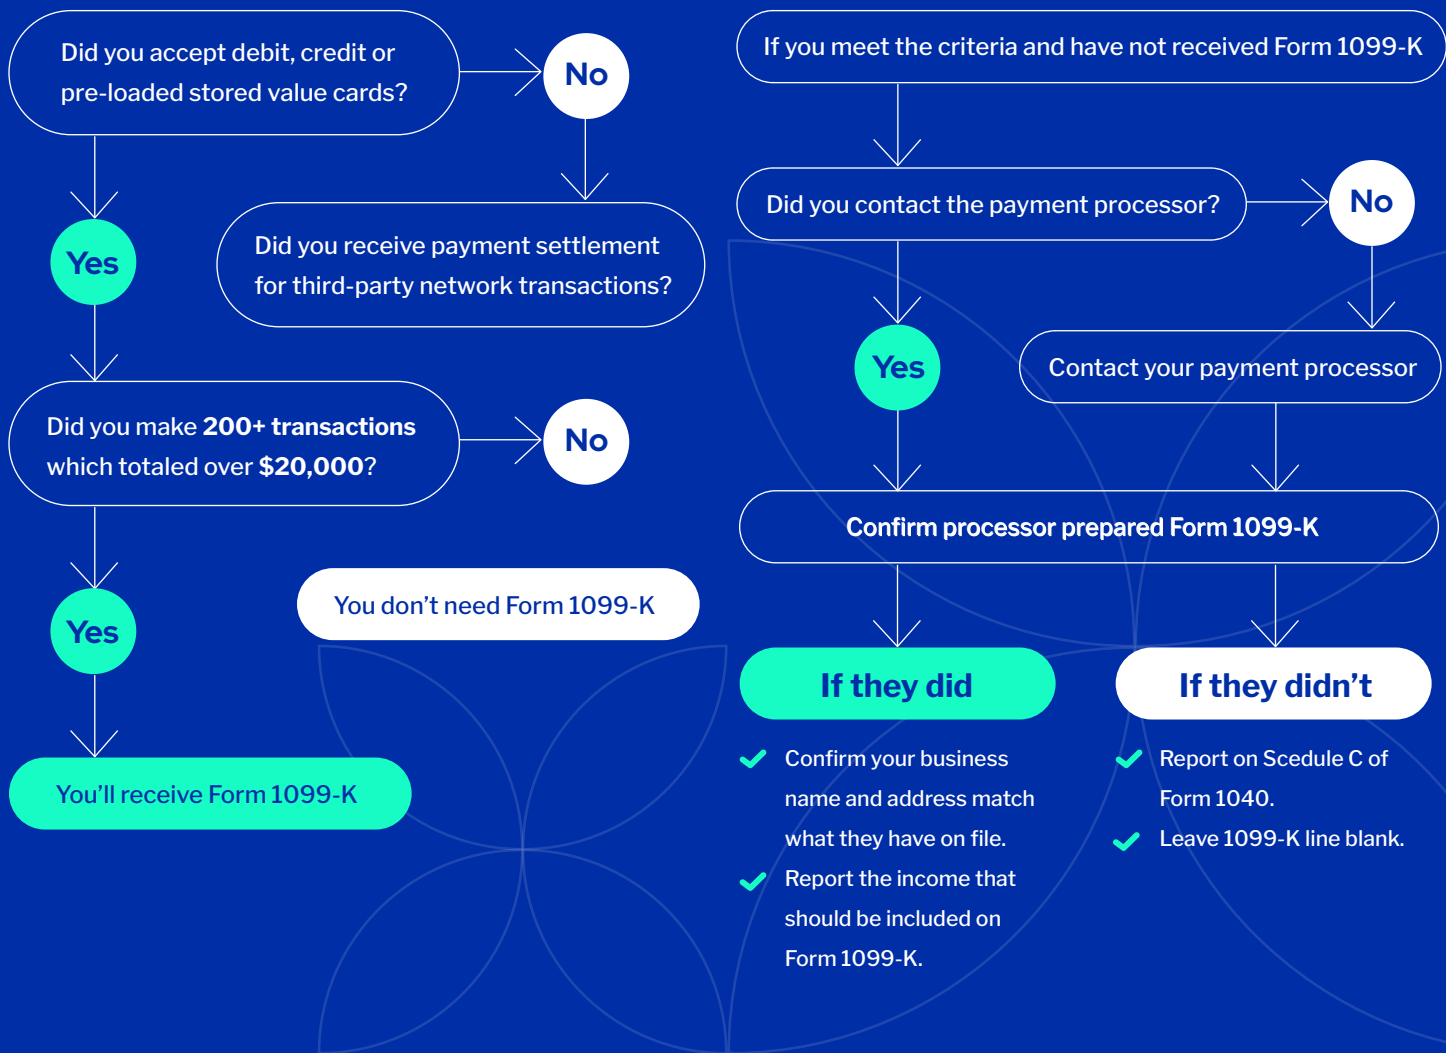 Did you accept debit, credit or
pre-loaded stored value cards?
No
Yes
Did you receive payment settlement
for third-party network transactions?
Did you make 200+ transactions
which totaled over $20,000?
No
Yes
You don’t need Form 1099-K
You’ll receive Form 1099-K
If you meet the criteria and have not received Form 1099-K
Did you contact the payment processor?
No
Yes
Contact your payment processor
Confirm processor prepared Form 1099-K
If they did
Confirm your business
name and address match
what they have on file.
Report the income that
should be included on
Form 1099-K.
If they didn’t
Report on Scedule C of
Form 1040.
Leave 1099-K line blank.